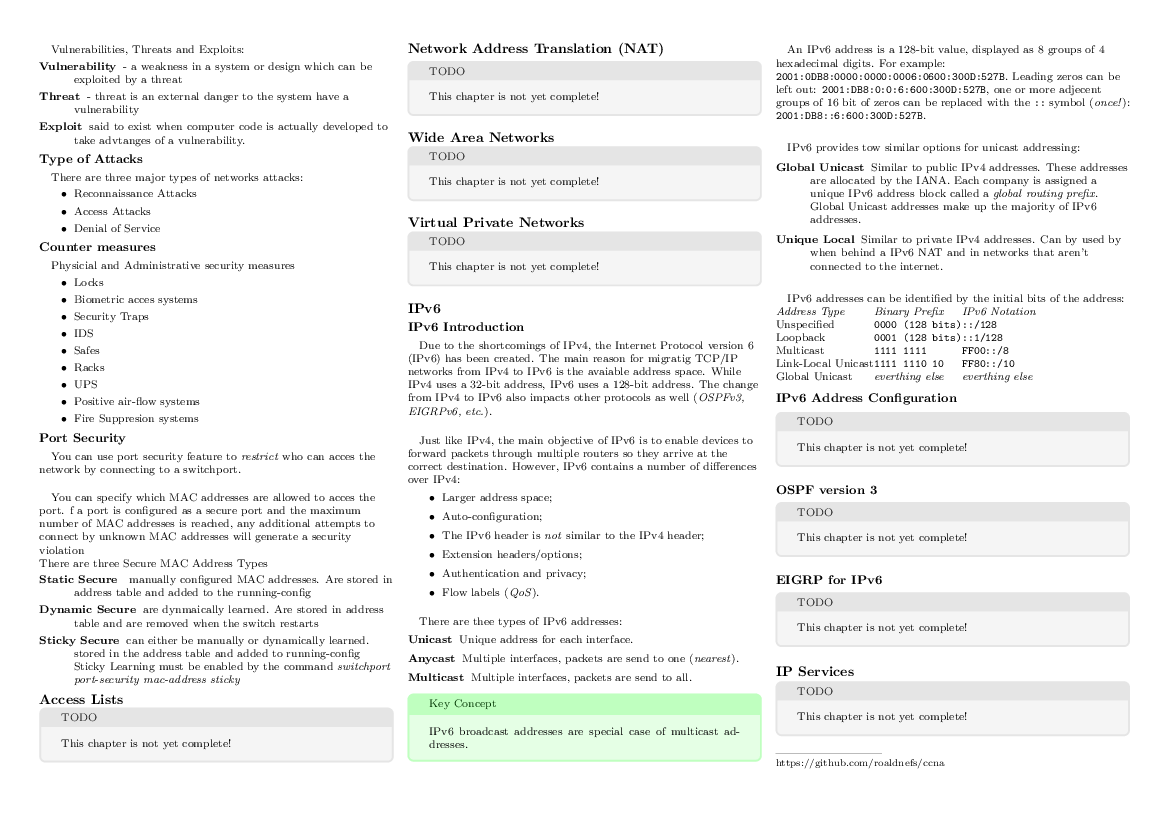 Vulnerabilities, Threats and Exploits:
Vulnerability - a weakness in a system or design which can be
exploited by a threat
Threat - threat is an external danger to the system have a
vulnerability
Exploit said to exist when computer code is actually developed to
take advtanges of a vulnerability.
Type of Attacks
There are three major types of networks attacks:
• Reconnaissance Attacks
• Access Attacks
• Denial of Service
Counter measures
Physicial and Administrative security measures
• Locks
• Biometric acces systems
• Security Traps
• IDS
• Safes
• Racks
• UPS
• Positive air-flow systems
• Fire Suppresion systems
Port Security
You can use port security feature to restrict who can acces the
network by connecting to a switchport.
You can specify which MAC addresses are allowed to acces the
port. f a port is configured as a secure port and the maximum
number of MAC addresses is reached, any additional attempts to
connect by unknown MAC addresses will generate a security
violation
There are three Secure MAC Address Types
Static Secure manually configured MAC addresses. Are stored in
address table and added to the running-config
Dynamic Secure are dynmaically learned. Are stored in address
table and are removed when the switch restarts
Sticky Secure can either be manually or dynamically learned.
stored in the address table and added to running-config
Sticky Learning must be enabled by the command switchport
port-security mac-address sticky
Access Lists
TODO
This chapter is not yet complete!
Network Address Translation (NAT)
TODO
This chapter is not yet complete!
Wide Area Networks
TODO
This chapter is not yet complete!
Virtual Private Networks
TODO
This chapter is not yet complete!
IPv6
IPv6 Introduction
Due to the shortcomings of IPv4, the Internet Protocol version 6
(IPv6) has been created. The main reason for migratig TCP/IP
networks from IPv4 to IPv6 is the avaiable address space. While
IPv4 uses a 32-bit address, IPv6 uses a 128-bit address. The change
from IPv4 to IPv6 also impacts other protocols as well (OSPFv3,
EIGRPv6, etc.).
Just like IPv4, the main objective of IPv6 is to enable devices to
forward packets through multiple routers so they arrive at the
correct destination. However, IPv6 contains a number of differences
over IPv4:
• Larger address space;
• Auto-configuration;
• The IPv6 header is not similar to the IPv4 header;
• Extension headers/options;
• Authentication and privacy;
• Flow labels (QoS).
There are thee types of IPv6 addresses:
Unicast Unique address for each interface.
Anycast Multiple interfaces, packets are send to one (nearest).
Multicast Multiple interfaces, packets are send to all.
Key Concept
IPv6 broadcast addresses are special case of multicast ad-
dresses.
An IPv6 address is a 128-bit value, displayed as 8 groups of 4
hexadecimal digits. For example:
2001:0DB8:0000:0000:0006:0600:300D:527B. Leading zeros can be
left out: 2001:DB8:0:0:6:600:300D:527B, one or more adjecent
groups of 16 bit of zeros can be replaced with the :: symbol (once!):
2001:DB8::6:600:300D:527B.
IPv6 provides tow similar options for unicast addressing:
Global Unicast Similar to public IPv4 addresses. These addresses
are allocated by the IANA. Each company is assigned a
unique IPv6 address block called a global routing prefix.
Global Unicast addresses make up the majority of IPv6
addresses.
Unique Local Similar to private IPv4 addresses. Can by used by
when behind a IPv6 NAT and in networks that aren't
connected to the internet.
IPv6 addresses can be identified by the initial bits of the address:
Address Type Binary Prefix IPv6 Notation
Unspecified 0000 (128 bits)::/128
Loopback 0001 (128 bits)::1/128
Multicast 1111 1111 FF00::/8
Link-Local Unicast1111 1110 10 FF80::/10
Global Unicast everthing else everthing else
IPv6 Address Configuration
TODO
This chapter is not yet complete!
OSPF version 3
TODO
This chapter is not yet complete!
EIGRP for IPv6
TODO
This chapter is not yet complete!
IP Services
TODO
This chapter is not yet complete!
https://github.com/roaldnefs/ccna